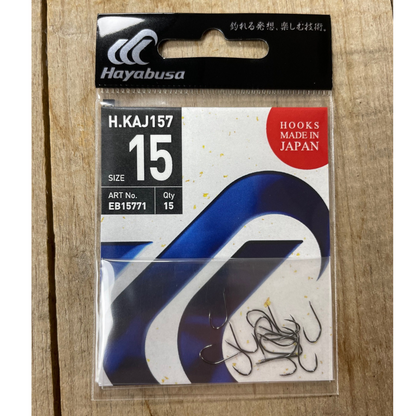 釣れる発想、楽しむ技術。
Hayabusa
H.KAJ157
SIZE 15
ART No. Qty
EB15771 15
HOOKS
MADE IN
JAPAN